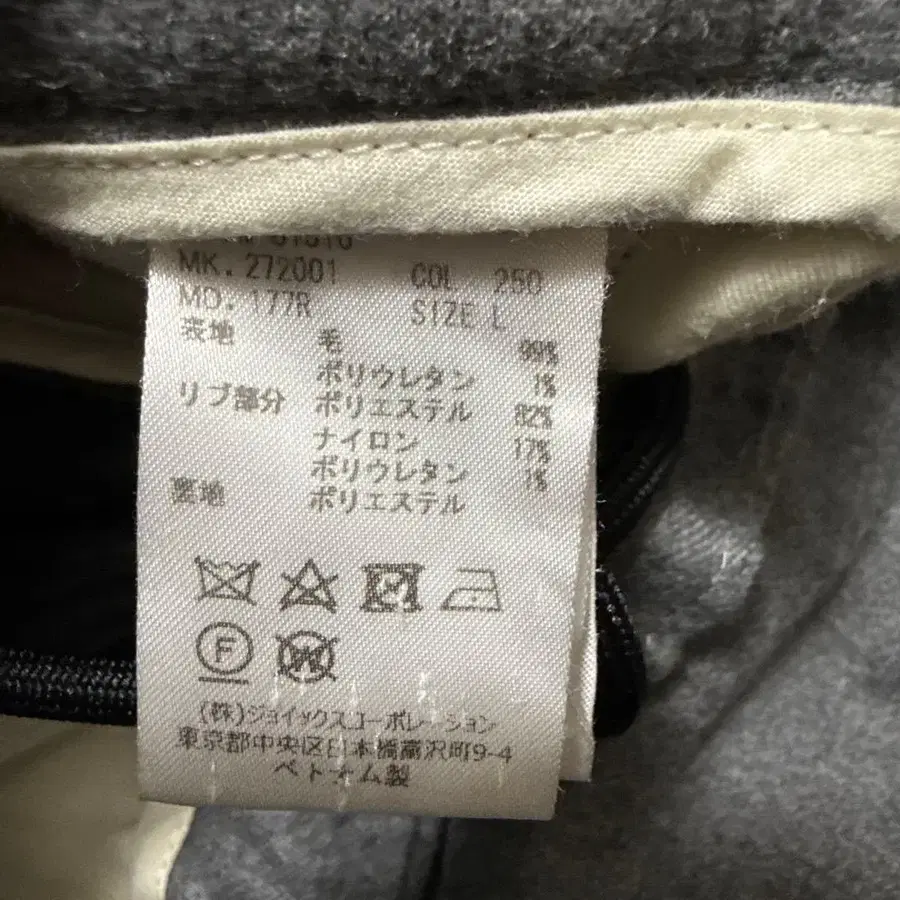 MK. 272001 COL 250
MD. 177R SIZE L
表地 毛 99%
ポリウレタン 1%
リブ部分 ポリエステル 82%
ナイロン 17%
ポリウレタン 1%
裏地 ポリエステル
F
W
(株)ジョイックスコーポレーション
東京都中央区日本橋富沢町9-4
ベトナム製